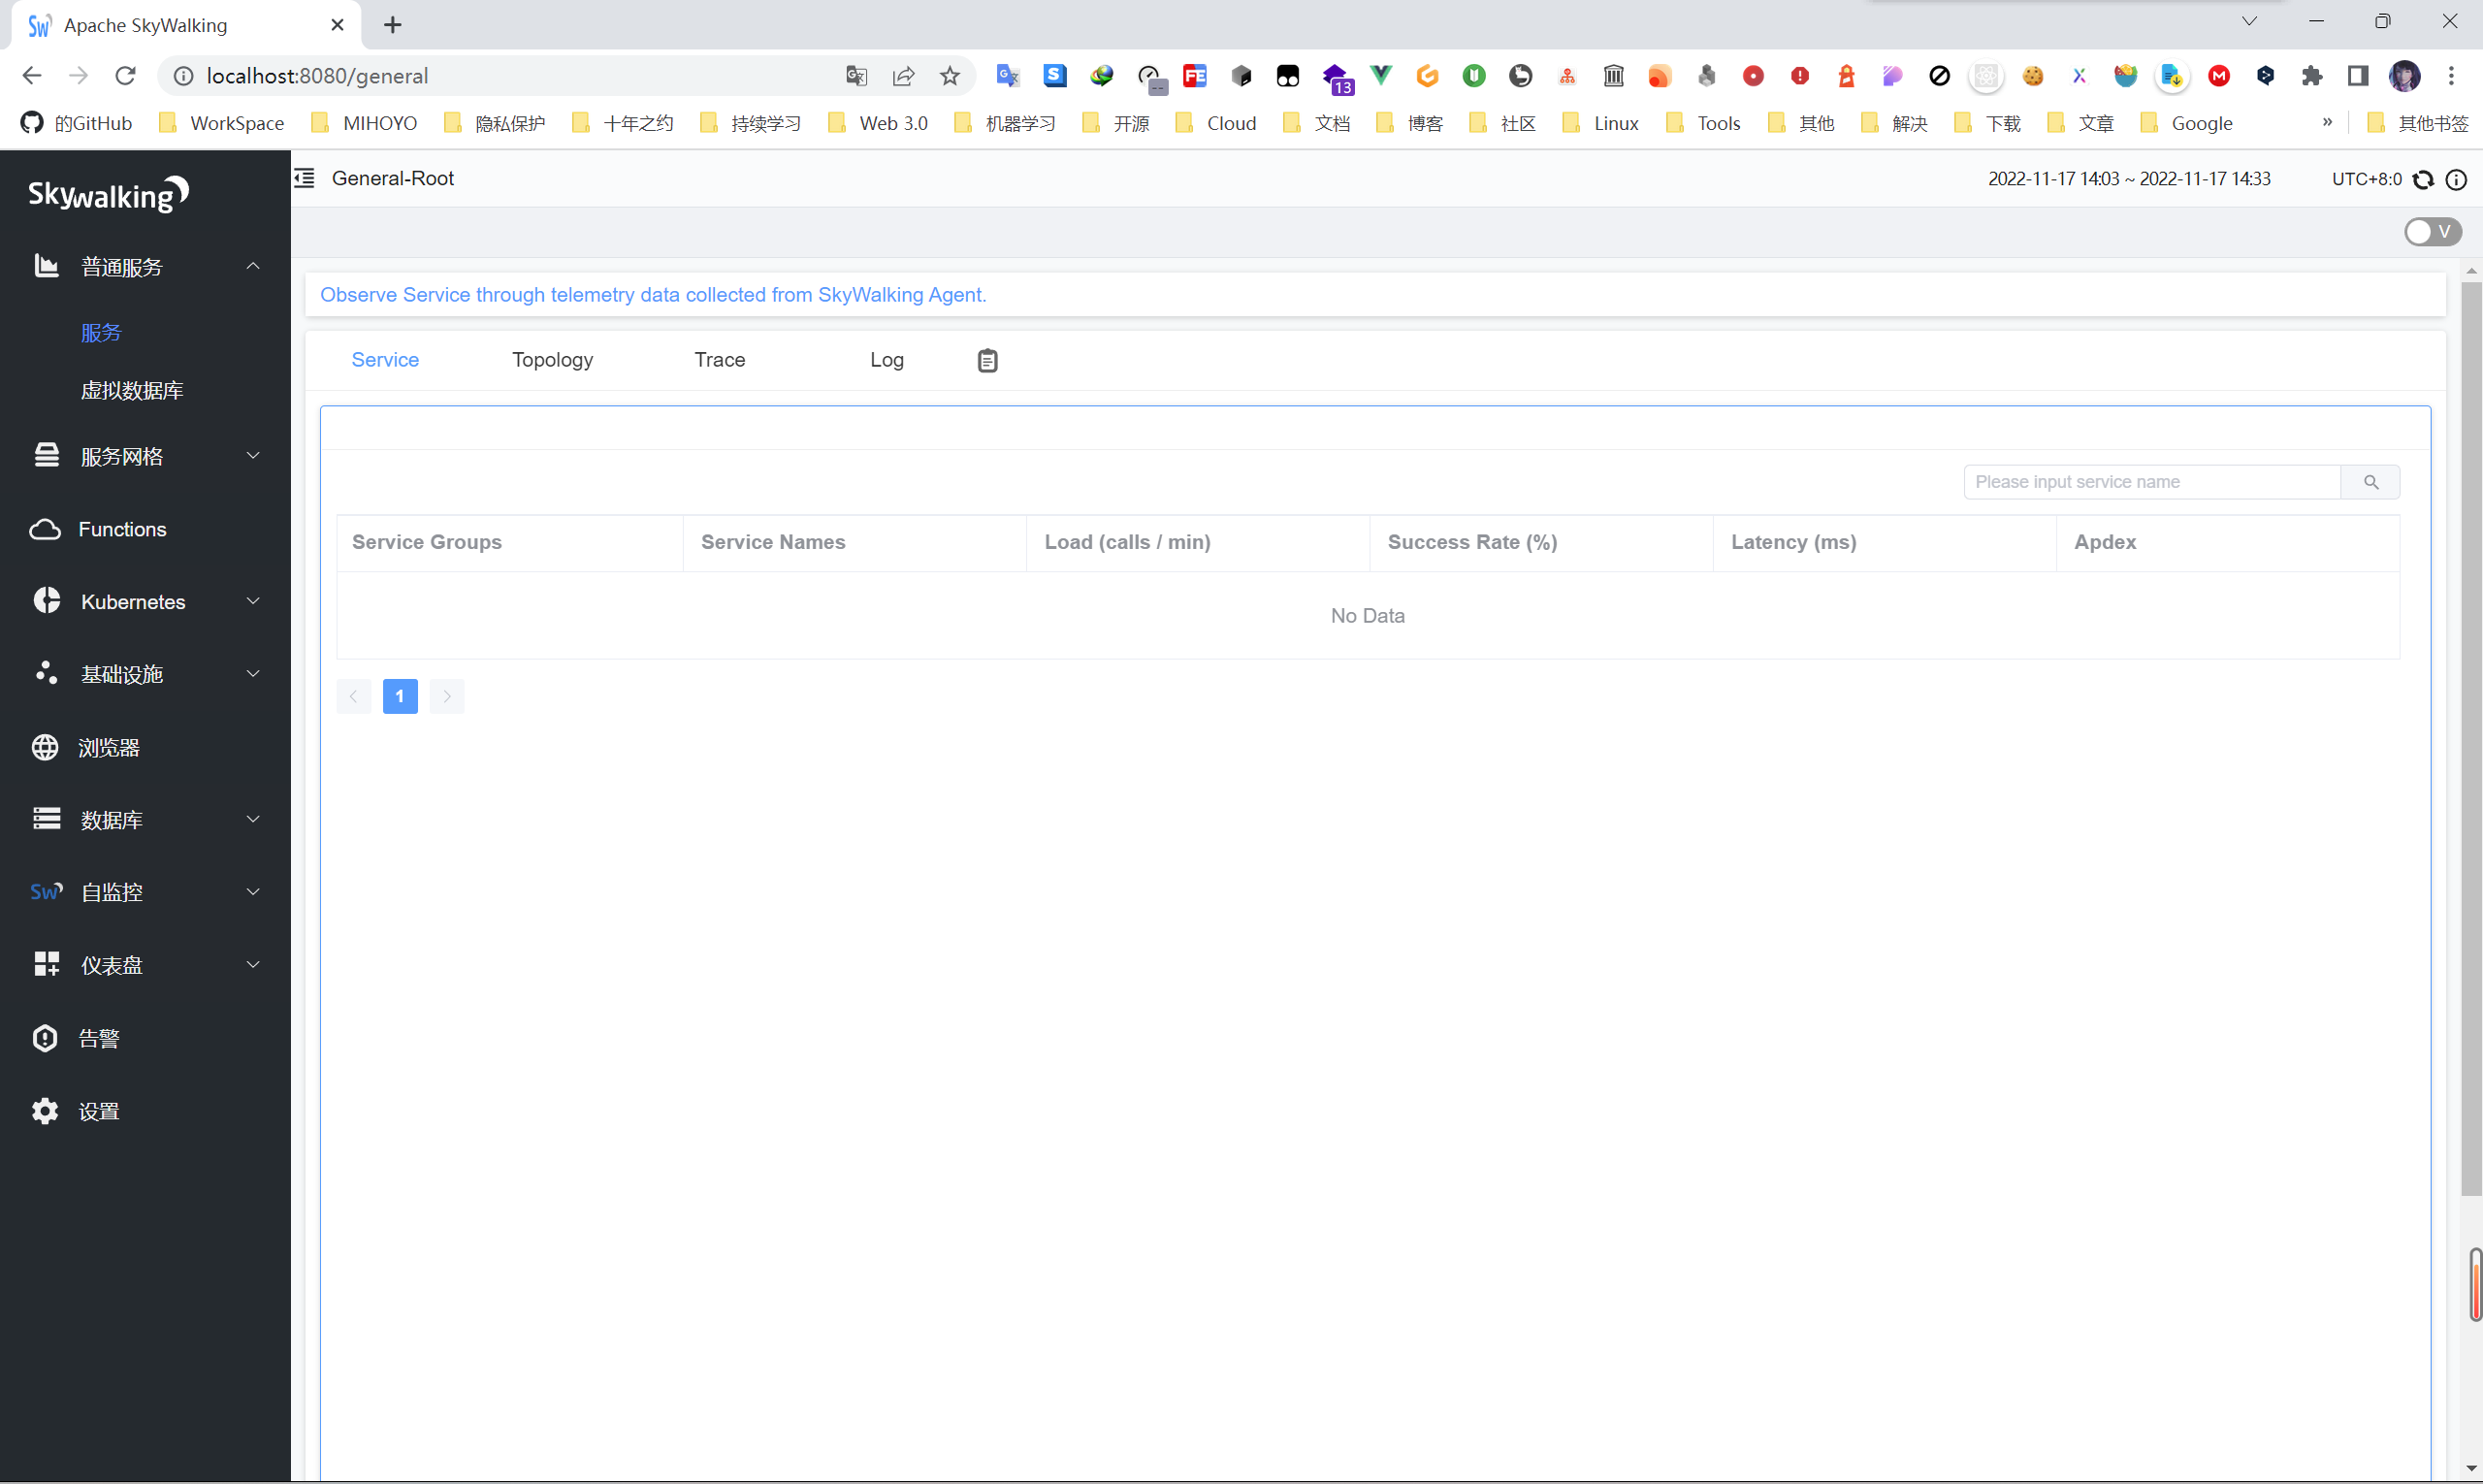 Apache SkyWalking
localhost:8080/general
13
的GitHub WorkSpace MIHOYO 隐私保护 十年之约 持续学习 Web 3.0 机器学习 开源 Cloud 文档 博客 社区 Linux Tools 其他 解决 下载 文章 Google » 其他书签
Skywalking
General-Root
2022-11-17 14:03 ~ 2022-11-17 14:33 UTC+8:0
V
普通服务
服务
虚拟数据库
服务网格
Functions
Kubernetes
基础设施
浏览器
数据库
Sw 自监控
仪表盘
告警
设置
Observe Service through telemetry data collected from SkyWalking Agent.
Service Topology Trace Log
Please input service name
Service Groups Service Names Load (calls / min) Success Rate (%) Latency (ms) Apdex
No Data
1